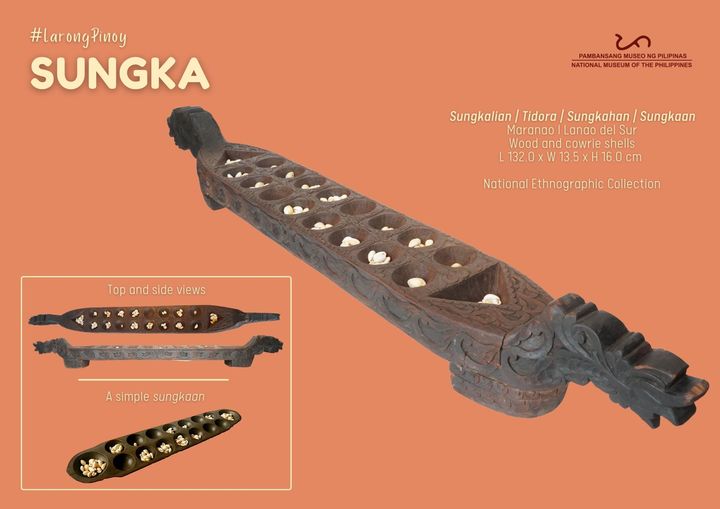 #LarongPinoy
SUNGKA
PAMBANSANG MUSEO NG PILIPINAS
NATIONAL MUSEUM OF THE PHILIPPINES
Sungkalian | Tidora | Sungkahan | Sungkaan
Maranao | Lanao del Sur
Wood and cowrie shells
L 132.0 x W 13.5 x H 16.0 cm
National Ethnographic Collection
Top and side views
A simple sungkaan